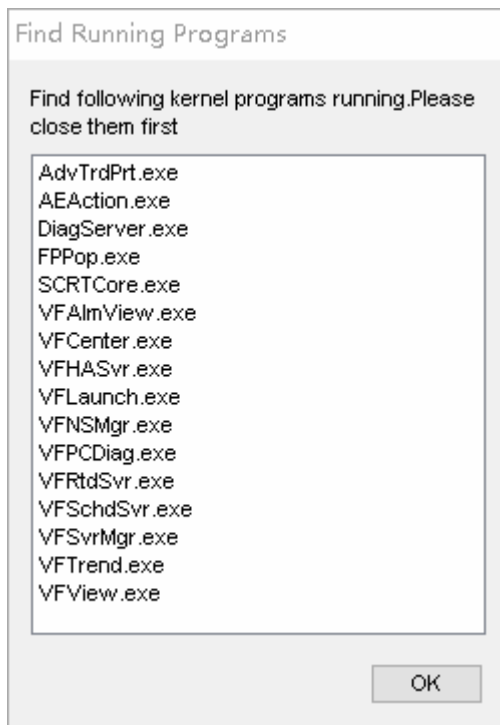 Find Running Programs
Find following kernel programs running.Please
close them first
AdvTrdPrt.exe
AEAction.exe
DiagServer.exe
FPPop.exe
SCRTCore.exe
VFAlmView.exe
VFCenter.exe
VFHASvr.exe
VFLaunch.exe
VFNSMgr.exe
VFPCDiag.exe
VFRtdSvr.exe
VFSchdSvr.exe
VFSvrMgr.exe
VFTrend.exe
VFView.exe
OK